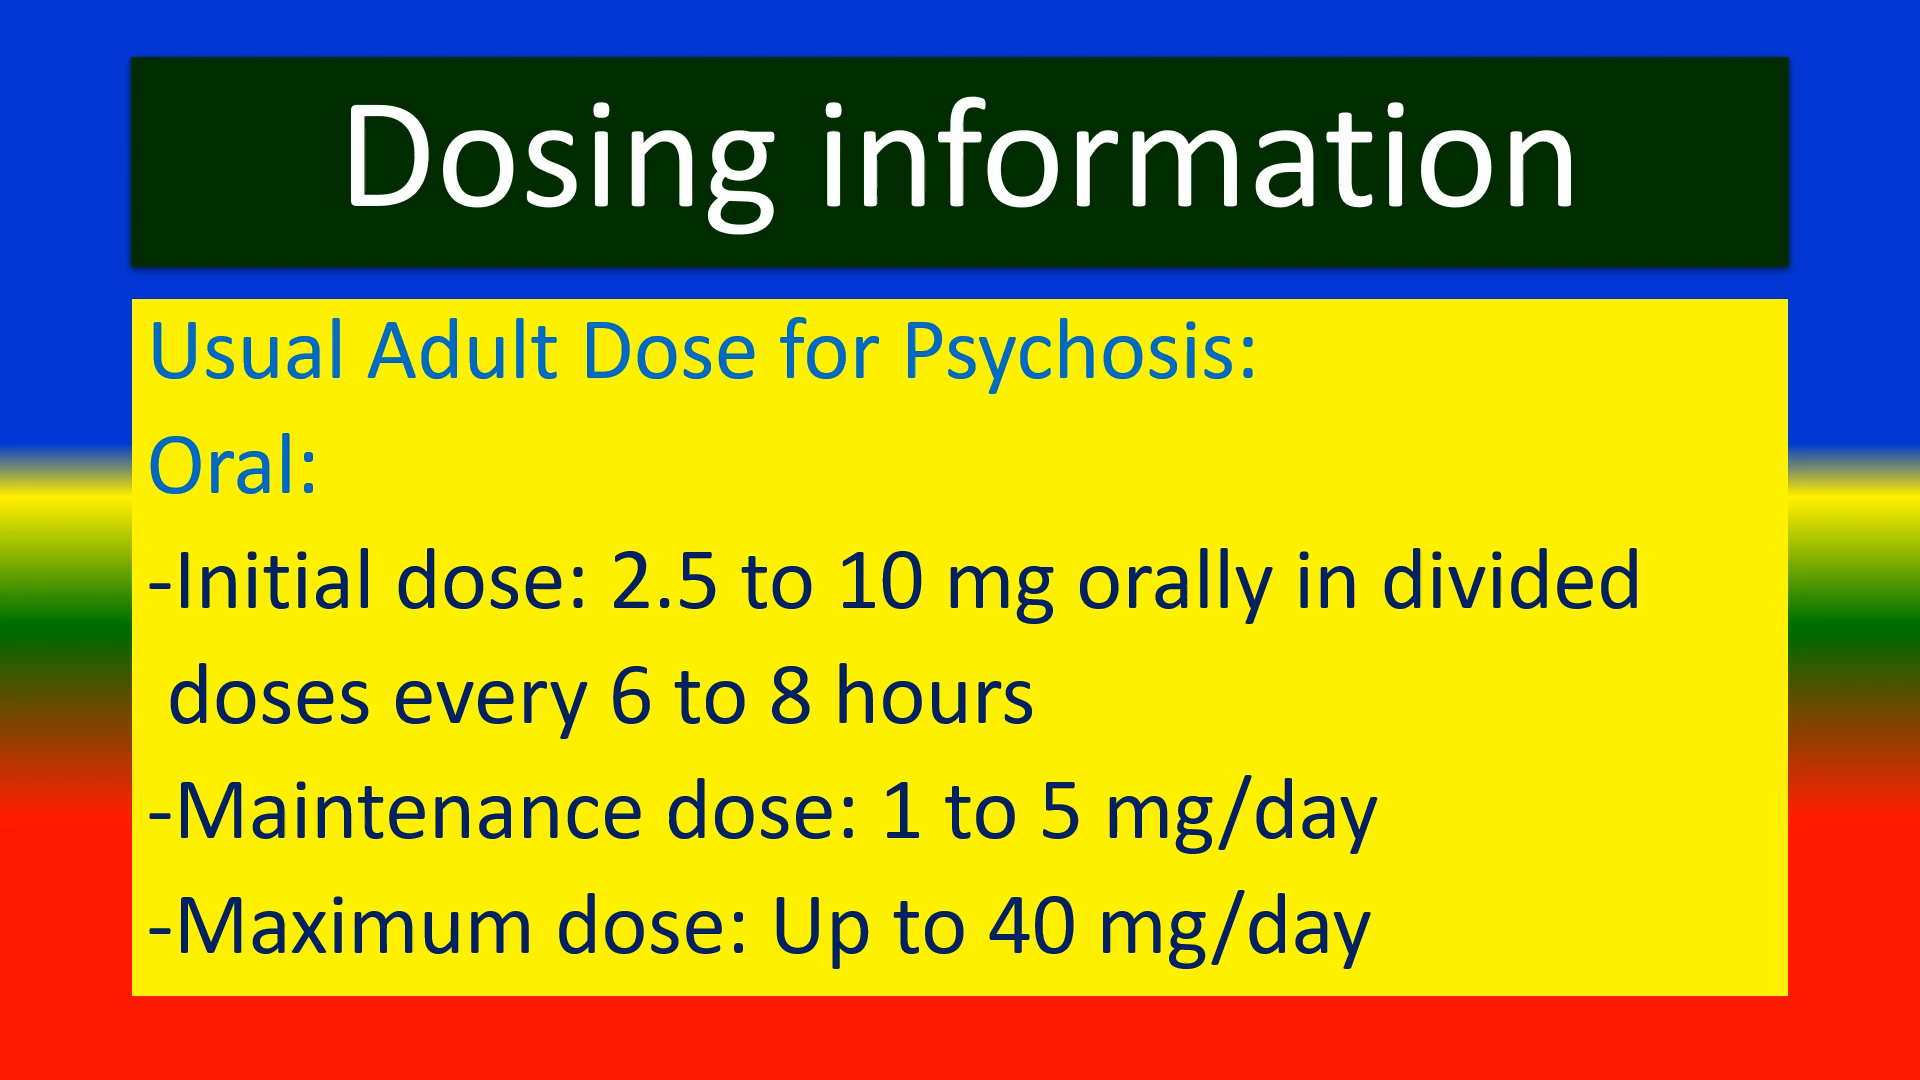 Dosing information
Usual Adult Dose for Psychosis:
Oral:
-Initial dose: 2.5 to 10 mg orally in divided
doses every 6 to 8 hours
-Maintenance dose: 1 to 5 mg/day
-Maximum dose: Up to 40 mg/day